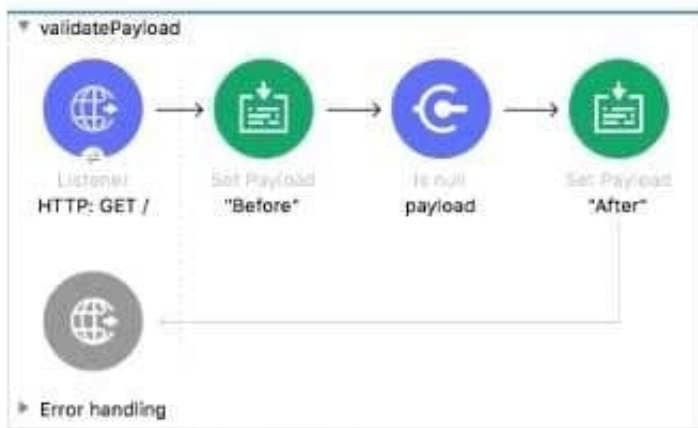 validatePayload
Listener Set Payload Is null Set Payload
HTTP: GET / "Before" payload "After"
Error handling